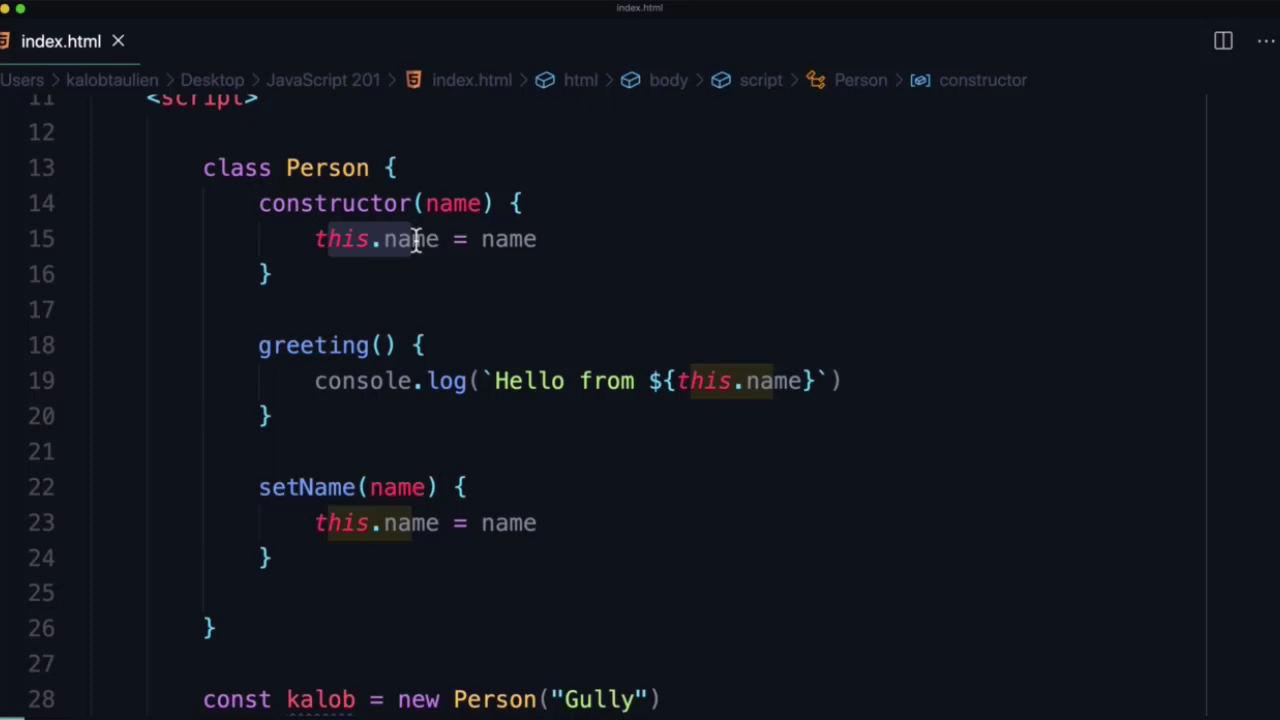 index.html
index.html
Users > kalobtaulien > Desktop > JavaScript 201 > index.html > html > body > script > Person > constructor
11 <script>
12
13 class Person {
14 constructor(name) {
15 this.name = name
16 }
17
18 greeting() {
19 console.log(`Hello from ${this.name}`)
20 }
21
22 setName(name) {
23 this.name = name
24 }
25
26 }
27
28 const kalob = new Person("Gully")